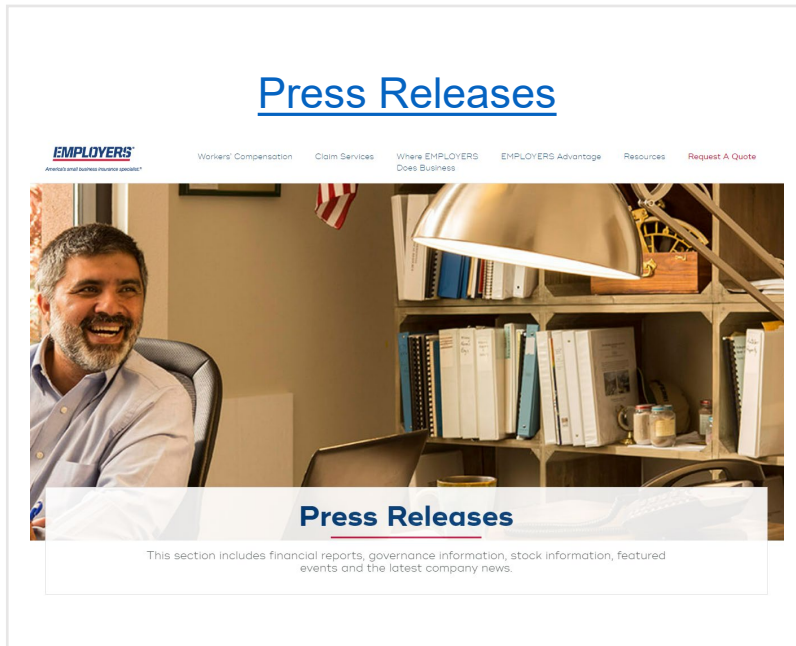 Press Releases
EMPLOYERS®
America's small business insurance specialist.®
Workers' Compensation
Claim Services
Where EMPLOYERS
Does Business
EMPLOYERS Advantage
Resources
Request A Quote
Press Releases
This section includes financial reports, governance information, stock information, featured
events and the latest company news.